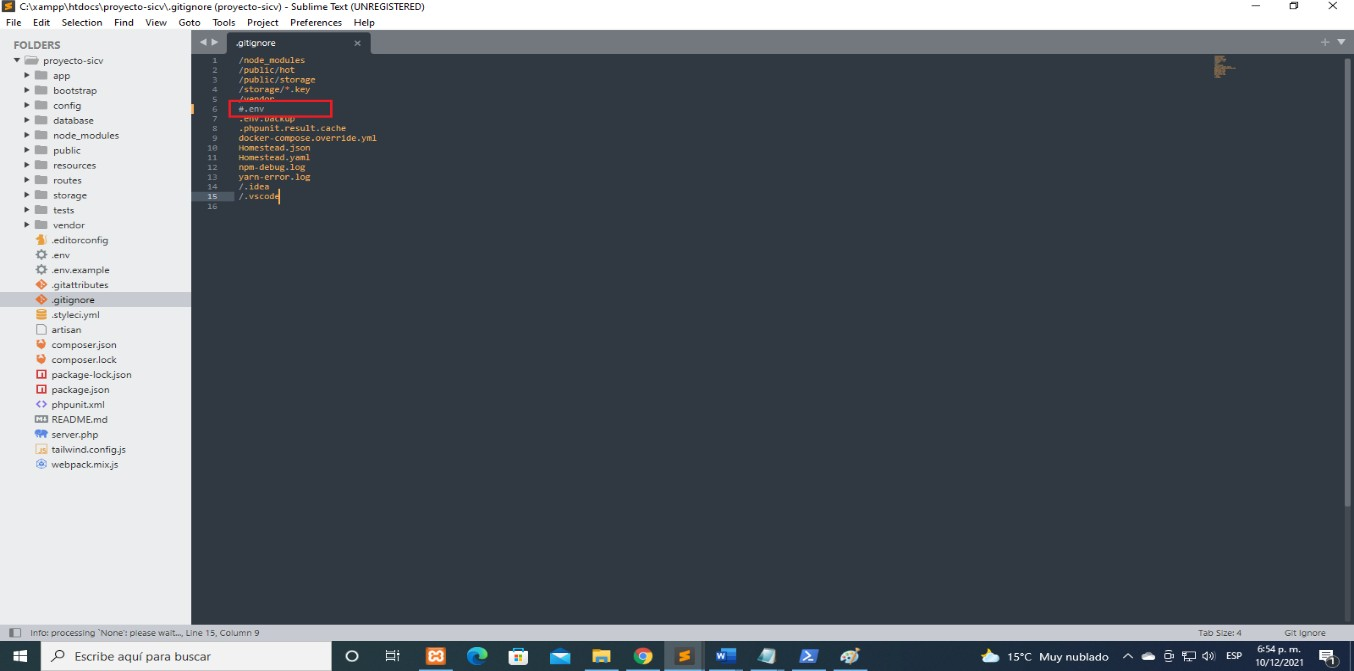 C:\xampp\htdocs\proyecto-sicv\.gitignore (proyecto-sicv) - Sublime Text (UNREGISTERED)
File Edit Selection Find View Goto Tools Project Preferences Help
FOLDERS
proyecto-sicv
app
bootstrap
config
database
node_modules
public
resources
routes
storage
tests
vendor
.editorconfig
.env
.env.example
.gitattributes
.gitignore
.styleci.yml
artisan
composer.json
composer.lock
package-lock.json
package.json
phpunit.xml
README.md
server.php
tailwind.config.js
webpack.mix.js
.gitignore
1 /node_modules
2 /public/hot
3 /public/storage
4 /storage/*.key
5 /vendor
6 #.env
7 .env.backup
8 .phpunit.result.cache
9 docker-compose.override.yml
10 Homestead.json
11 Homestead.yaml
12 npm-debug.log
13 yarn-error.log
14 /.idea
15 /.vscode
16
Info: processing `None': please wait..., Line 15, Column 9
Tab Size: 4
Git Ignore
Escribe aquí para buscar
15°C Muy nublado
ESP
6:54 p. m.
10/12/2021
1